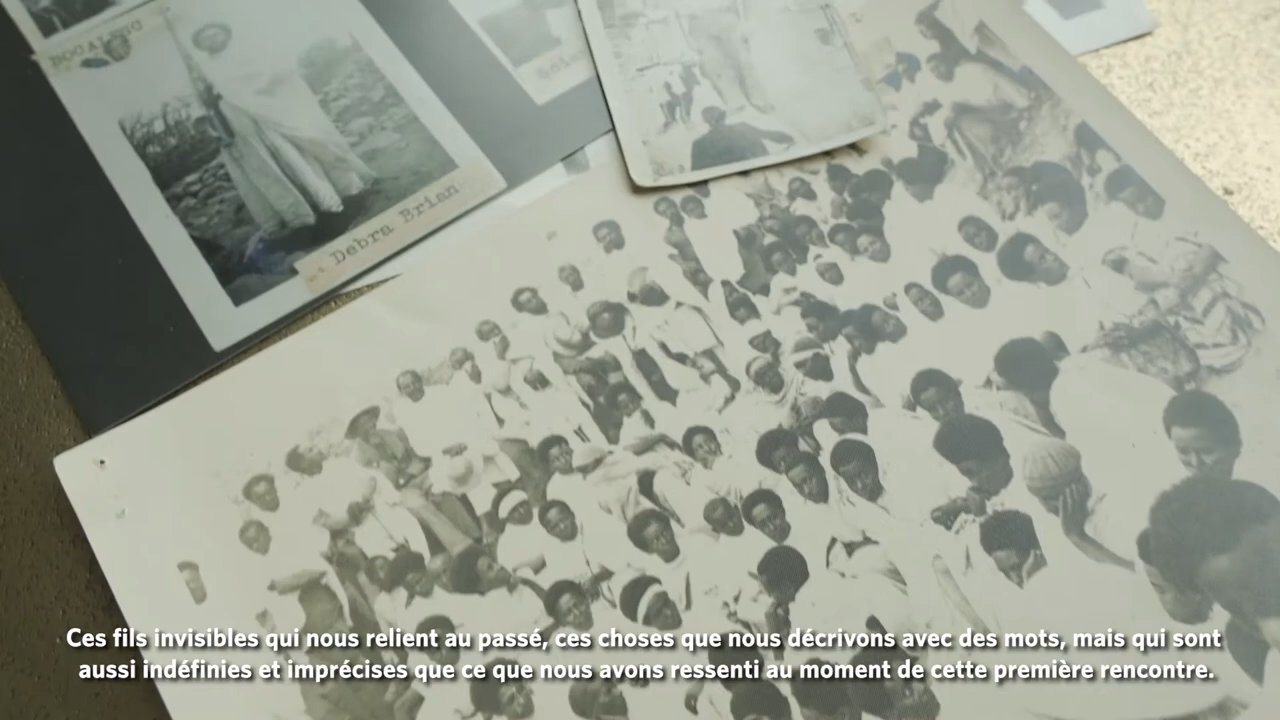 Debra Brian
Ces fils invisibles qui nous relient au passé, ces choses que nous décrivons avec des mots, mais qui sont
aussi indéfinies et imprécises que ce que nous avons ressenti au moment de cette première rencontre.